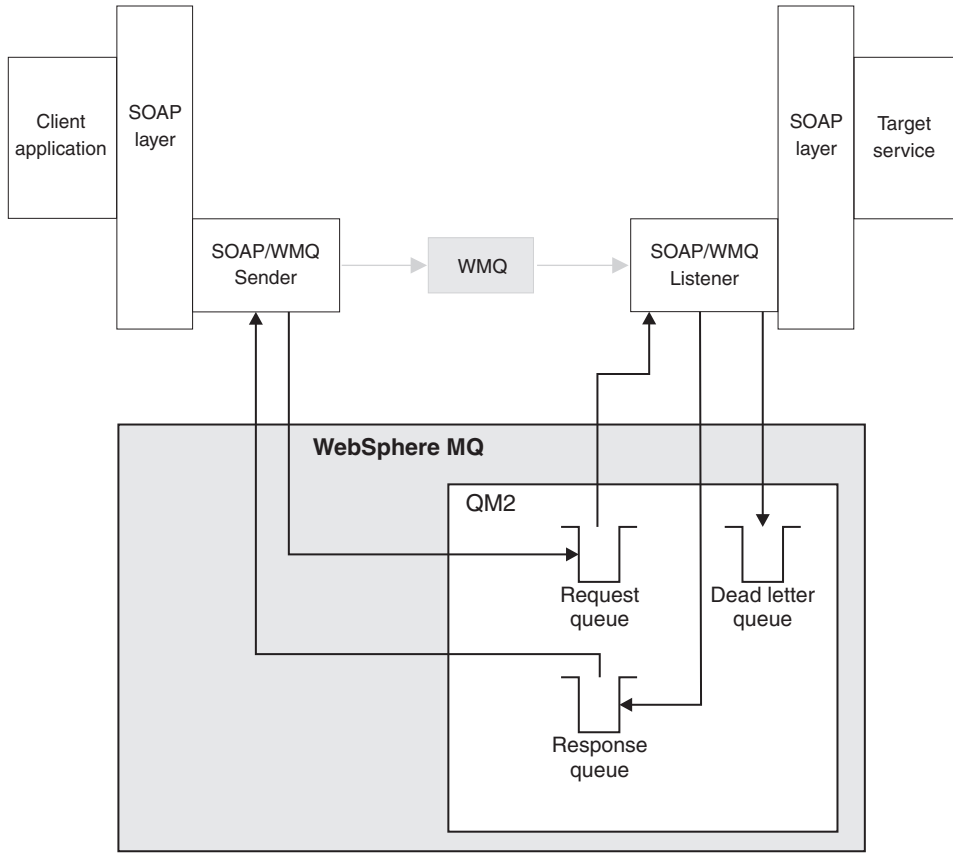 Client
application
SOAP
layer
SOAP
layer
Target
service
SOAP/WMQ
Sender
WMQ
SOAP/WMQ
Listener
WebSphere MQ
QM2
Request
queue
Dead letter
queue
Response
queue